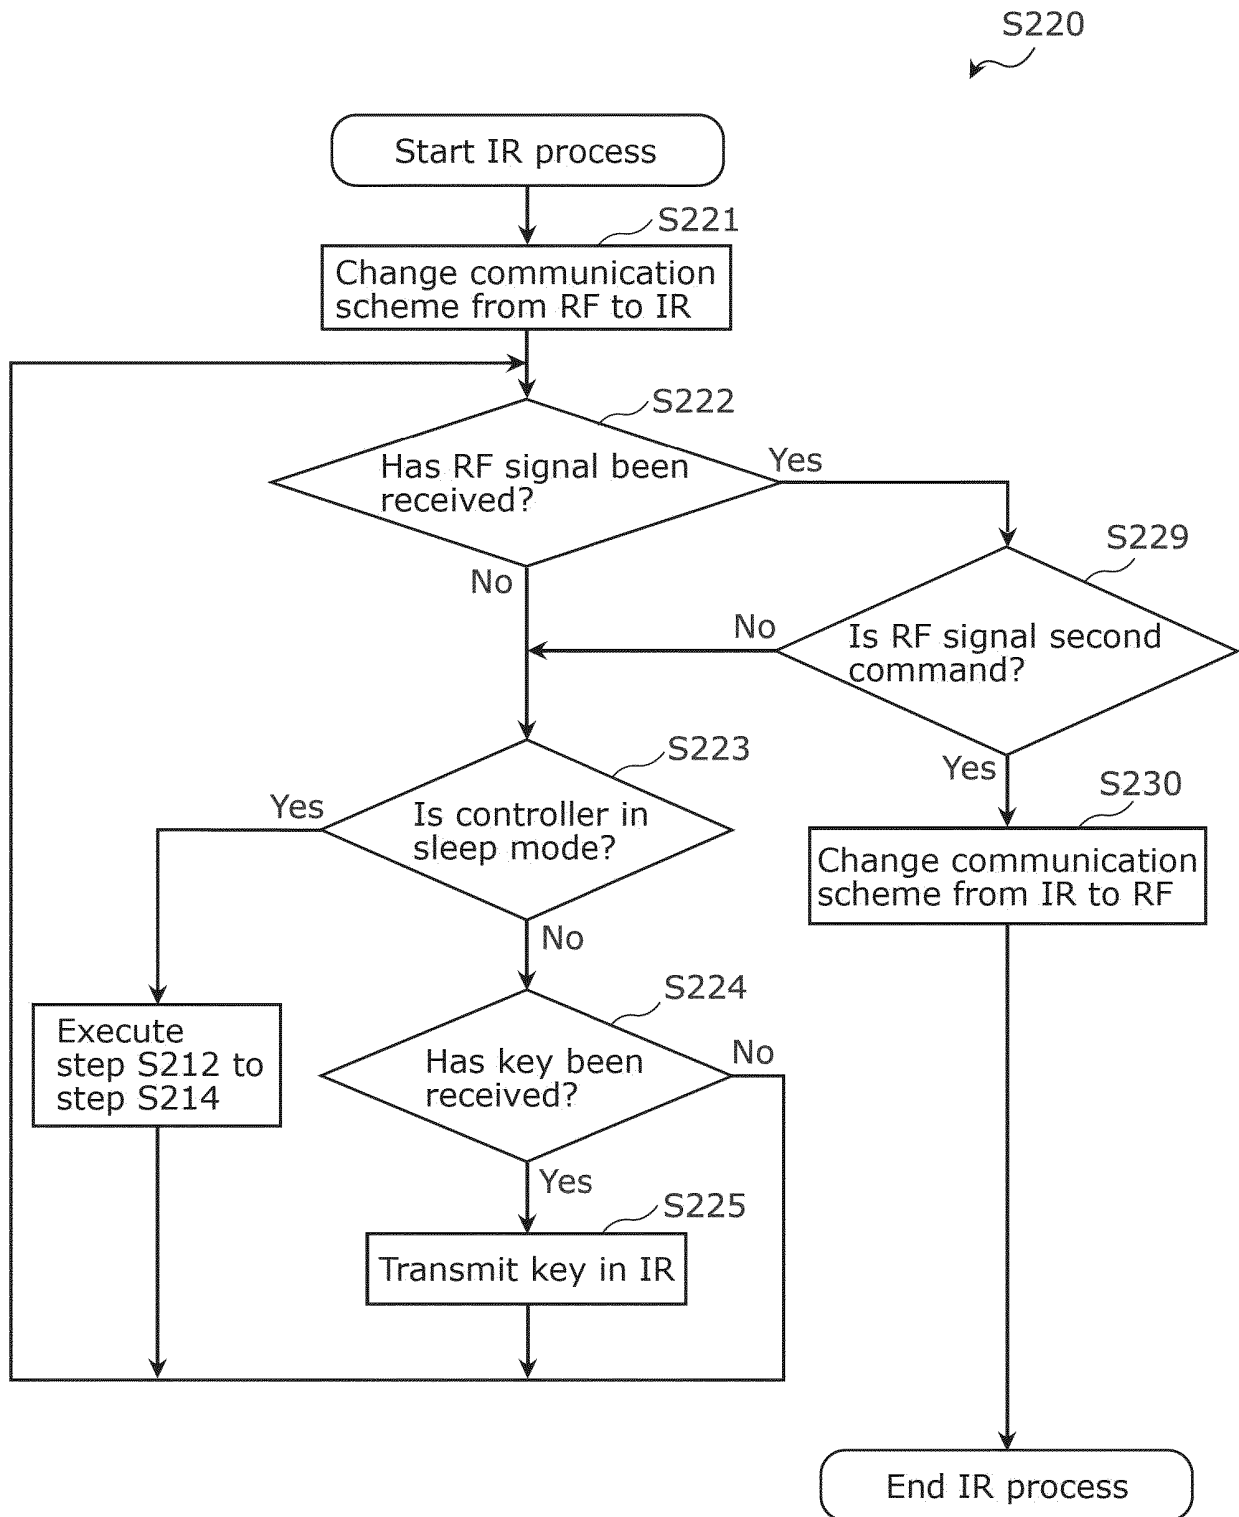 S220
Start IR process
S221
Change communication
scheme from RF to IR
S222
Has RF signal been
received?
Yes
No
S229
Is RF signal second
command?
No
Yes
S223
Is controller in
sleep mode?
Yes
No
S230
Change communication
scheme from IR to RF
Execute
step S212 to
step S214
S224
Has key been
received?
No
Yes
S225
Transmit key in IR
End IR process